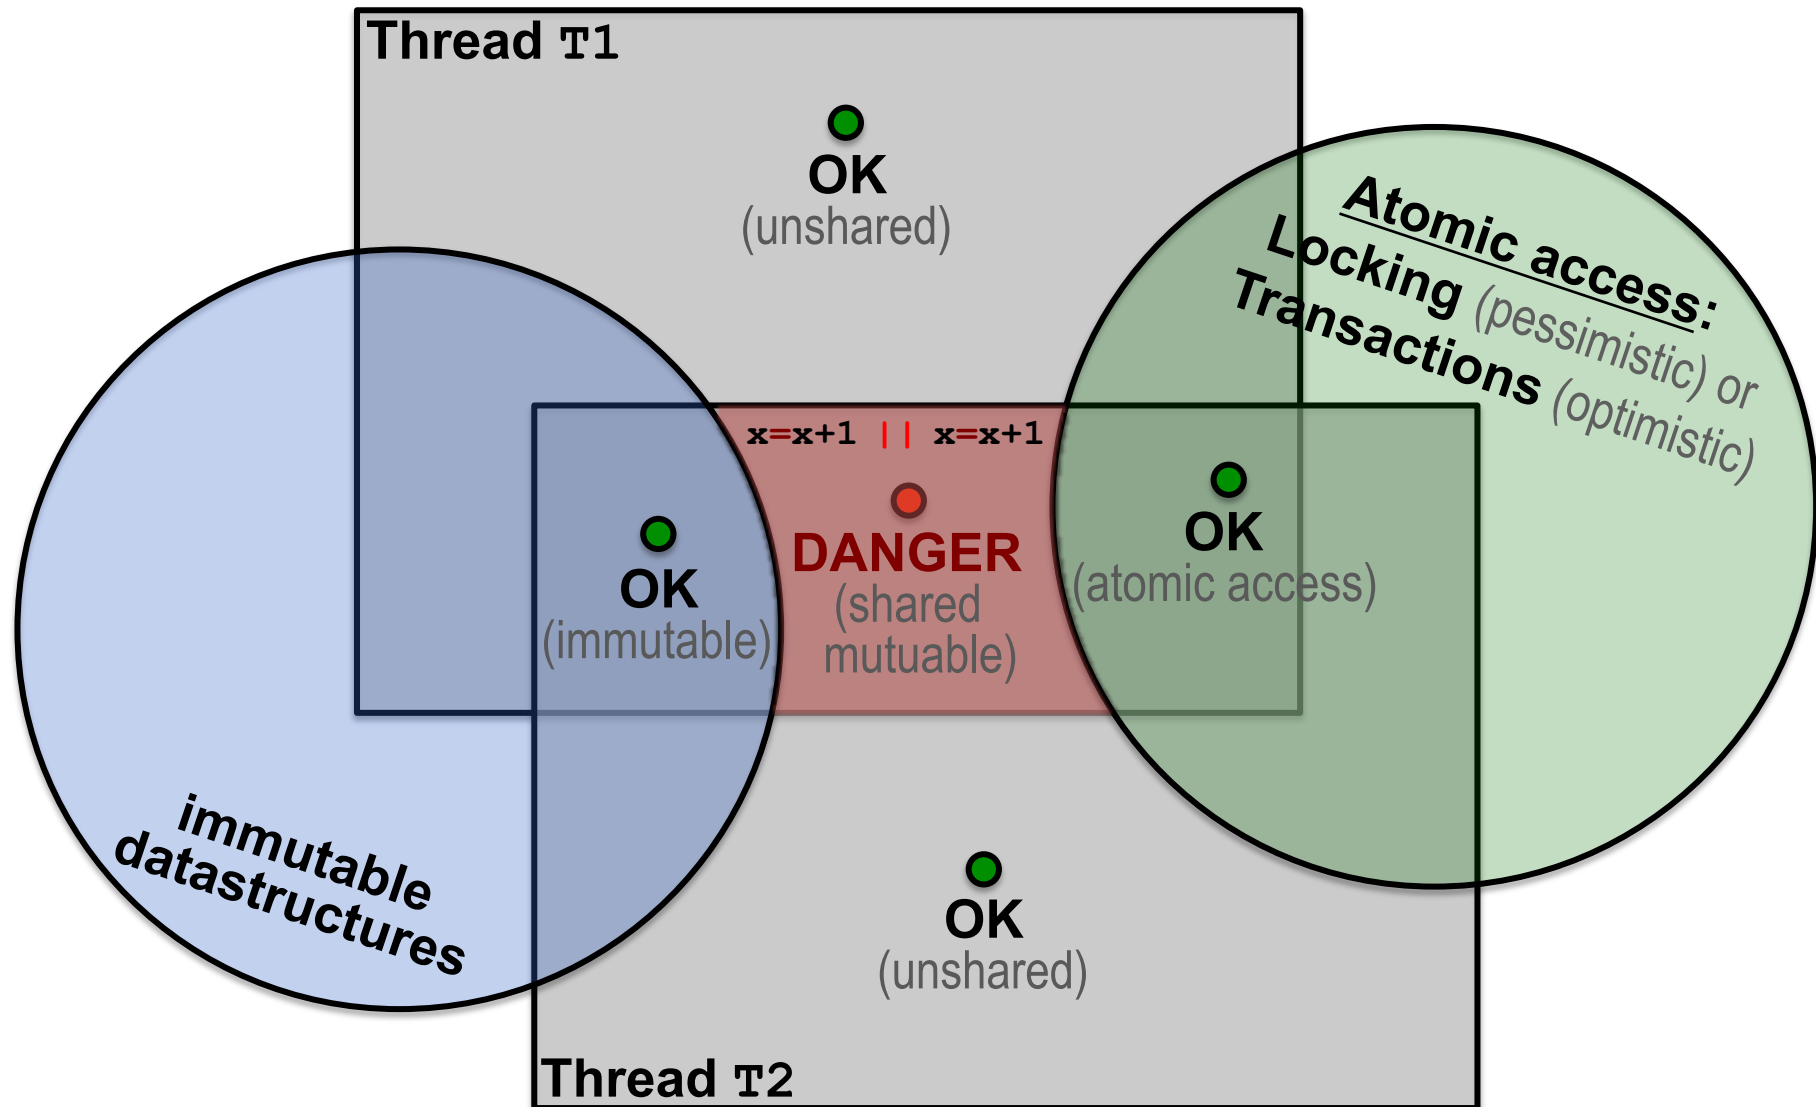 Thread T1
OK
(unshared)
Atomic access:
Locking (pessimistic) or
Transactions (optimistic)
x=x+1 || x=x+1
OK
(immutable)
DANGER
(shared
mutuable)
OK
(atomic access)
immutable
datastructures
OK
(unshared)
Thread T2